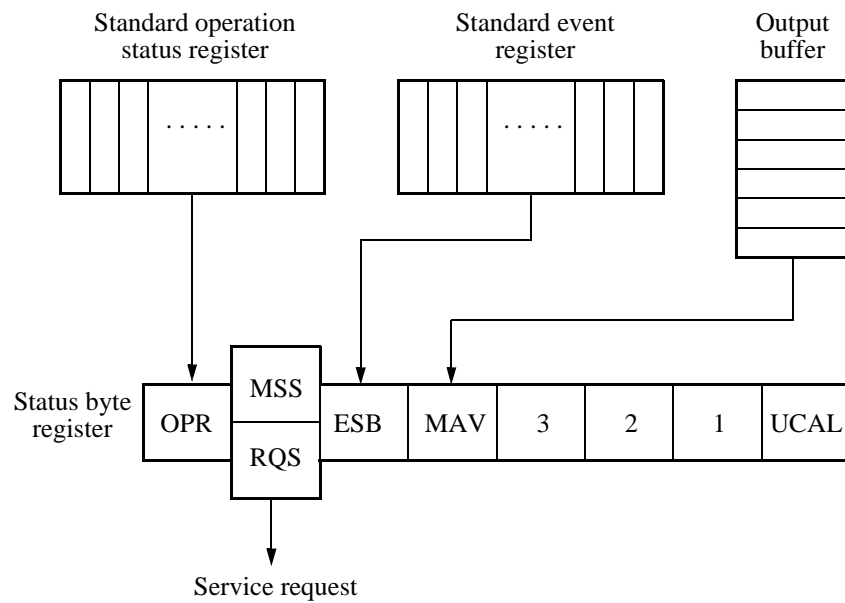 Standard operation
status register
Standard event
register
Output
buffer
. . . . .
. . . . .
Status byte
register
OPR
MSS
RQS
ESB
MAV
3
2
1
UCAL
Service request